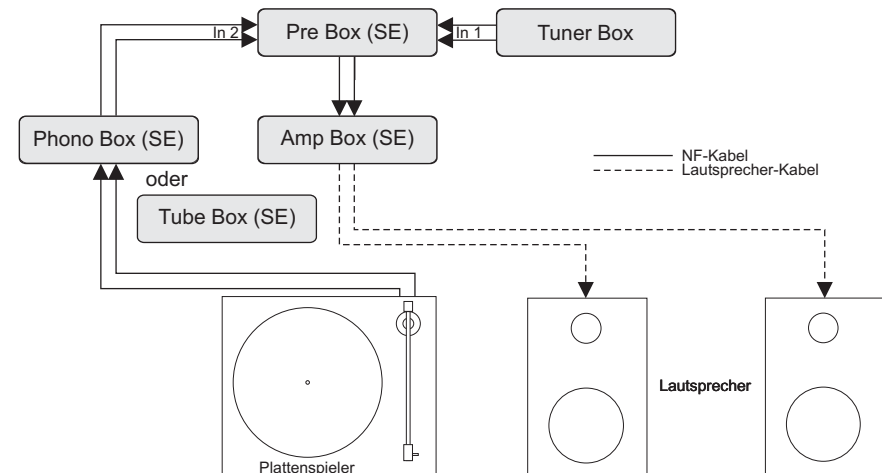 In 2
Pre Box (SE)
In 1
Tuner Box
Phono Box (SE)
Amp Box (SE)
oder
Tube Box (SE)
NF-Kabel
Lautsprecher-Kabel
Lautsprecher
Plattenspieler